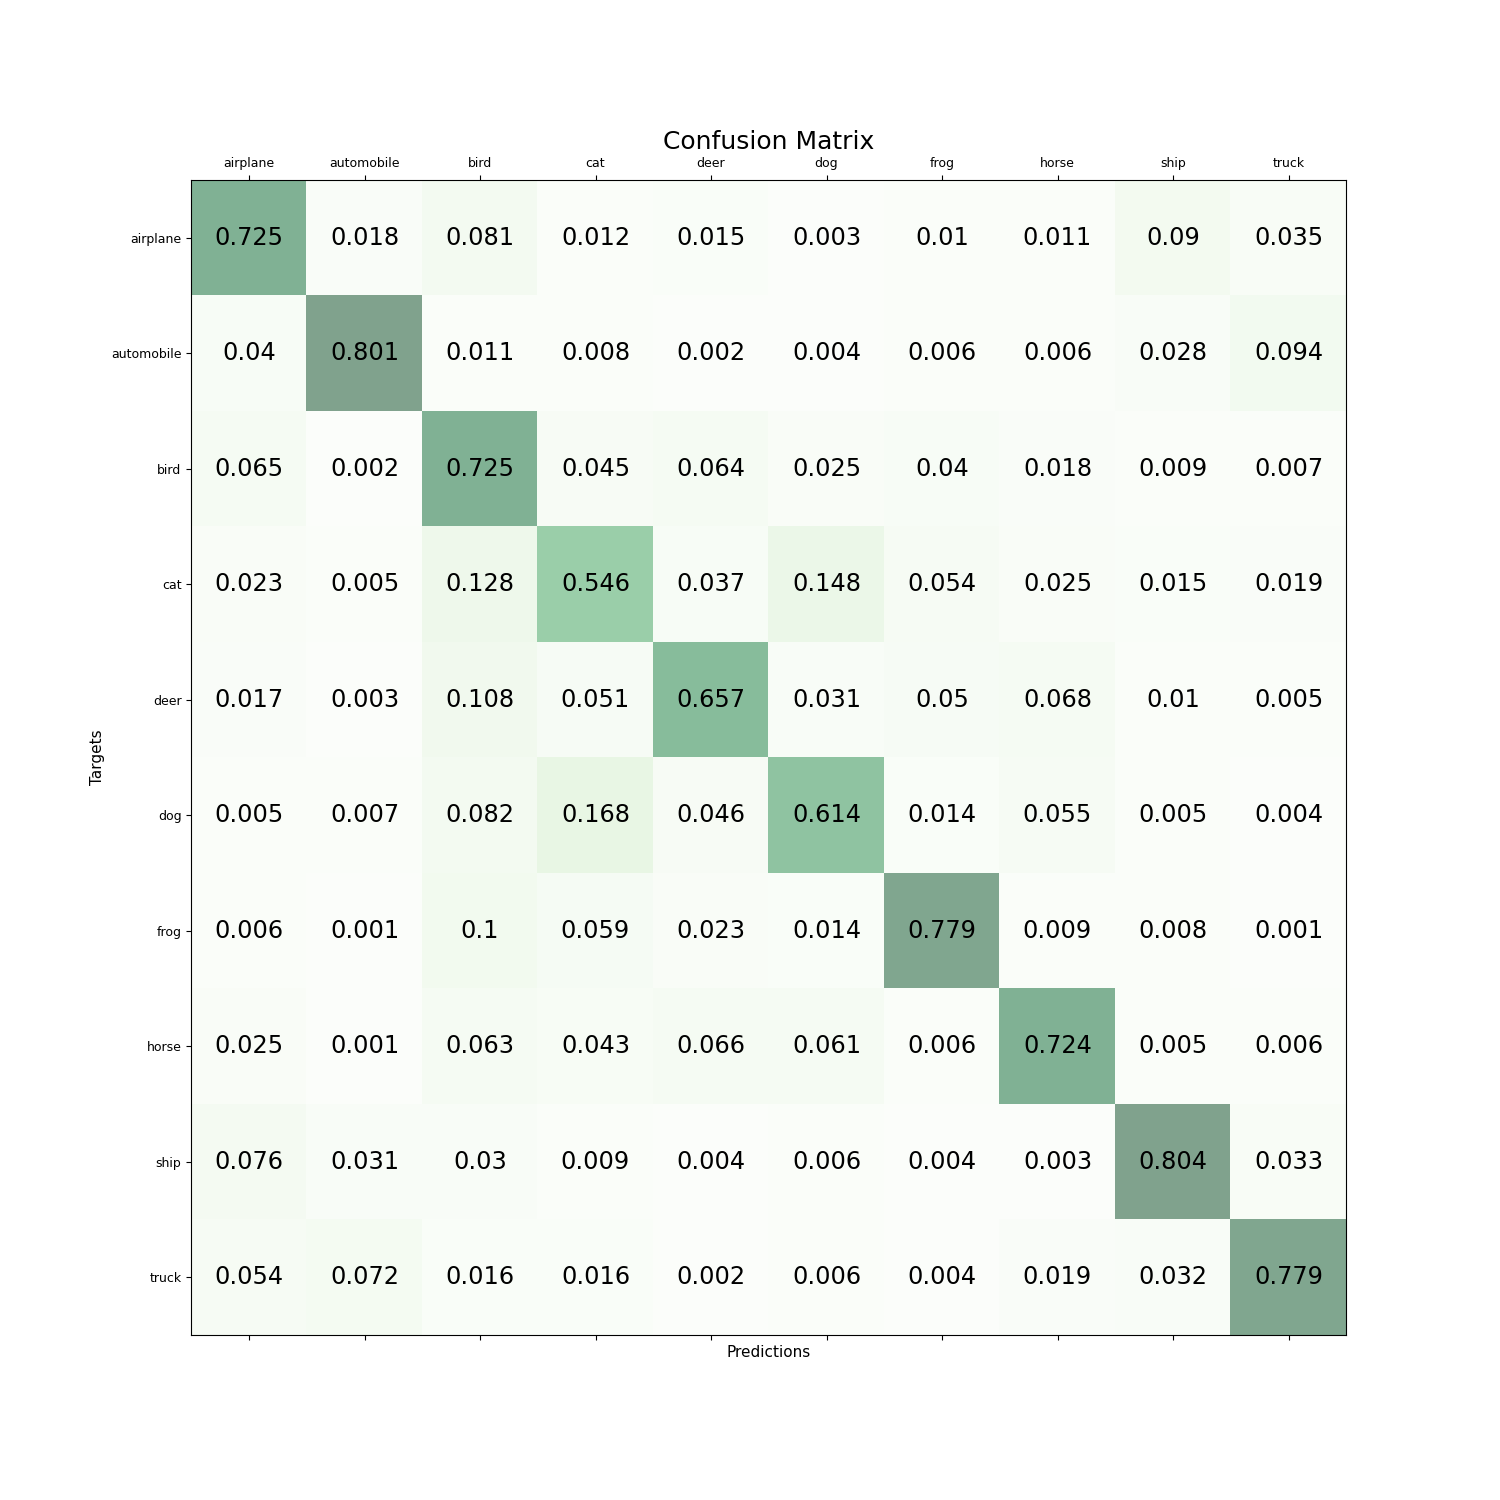 Confusion Matrix
airplane automobile bird cat deer dog frog horse ship truck
airplane 0.725 0.018 0.081 0.012 0.015 0.003 0.01 0.011 0.09 0.035
automobile 0.04 0.801 0.011 0.008 0.002 0.004 0.006 0.006 0.028 0.094
bird 0.065 0.002 0.725 0.045 0.064 0.025 0.04 0.018 0.009 0.007
cat 0.023 0.005 0.128 0.546 0.037 0.148 0.054 0.025 0.015 0.019
deer 0.017 0.003 0.108 0.051 0.657 0.031 0.05 0.068 0.01 0.005
Targets
dog 0.005 0.007 0.082 0.168 0.046 0.614 0.014 0.055 0.005 0.004
frog 0.006 0.001 0.1 0.059 0.023 0.014 0.779 0.009 0.008 0.001
horse 0.025 0.001 0.063 0.043 0.066 0.061 0.006 0.724 0.005 0.006
ship 0.076 0.031 0.03 0.009 0.004 0.006 0.004 0.003 0.804 0.033
truck 0.054 0.072 0.016 0.016 0.002 0.006 0.004 0.019 0.032 0.779
Predictions